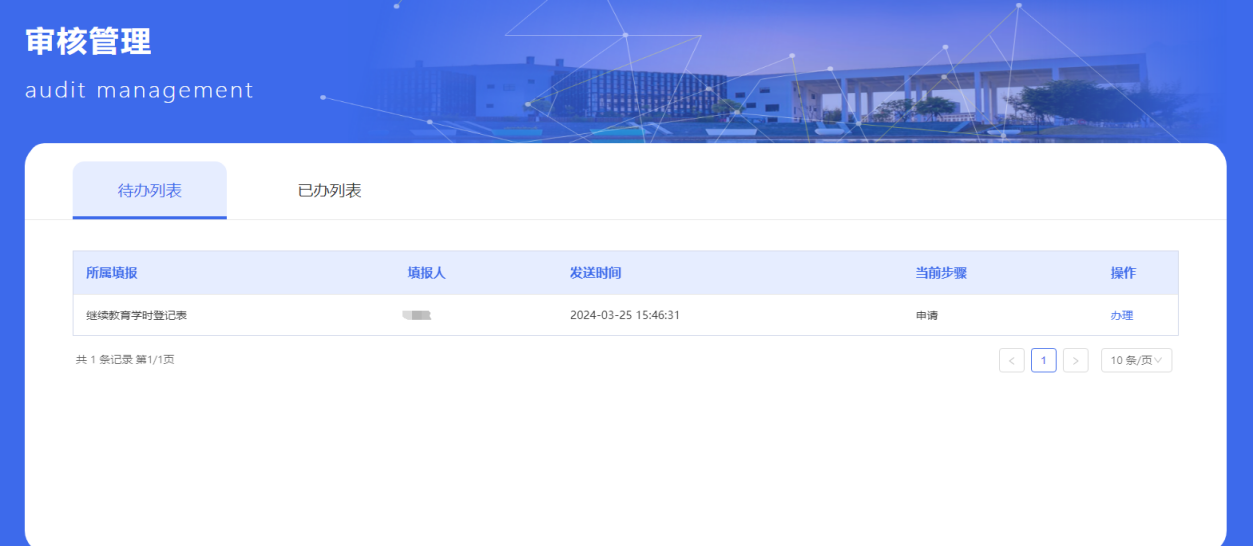 审核管理
audit management
待办列表 已办列表
所属填报 填报人 发送时间 当前步骤 操作
继续教育学时登记表 2024-03-25 15:46:31 申请 办理
共 1 条记录 第1/1页 < 1 > 10 条/页